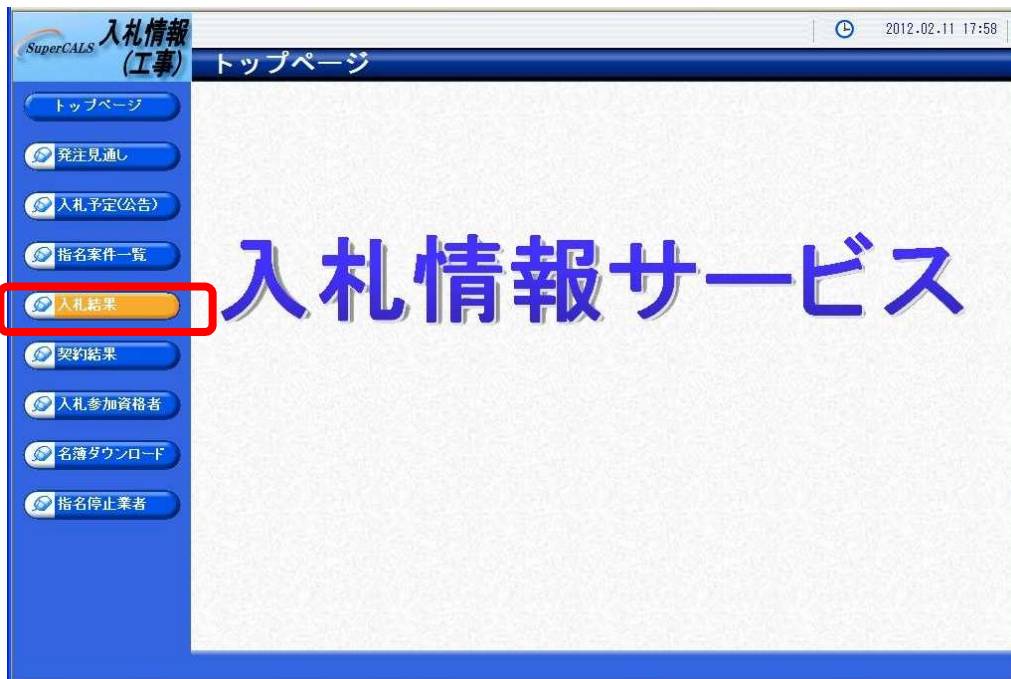 SuperCALS 入札情報
(工事)
2012.02.11 17:58
トップページ
トップページ
発注見通し
入札予定(公告)
指名案件一覧
入札結果
契約結果
入札参加資格者
名簿ダウンロード
指名停止業者
入札情報サービス